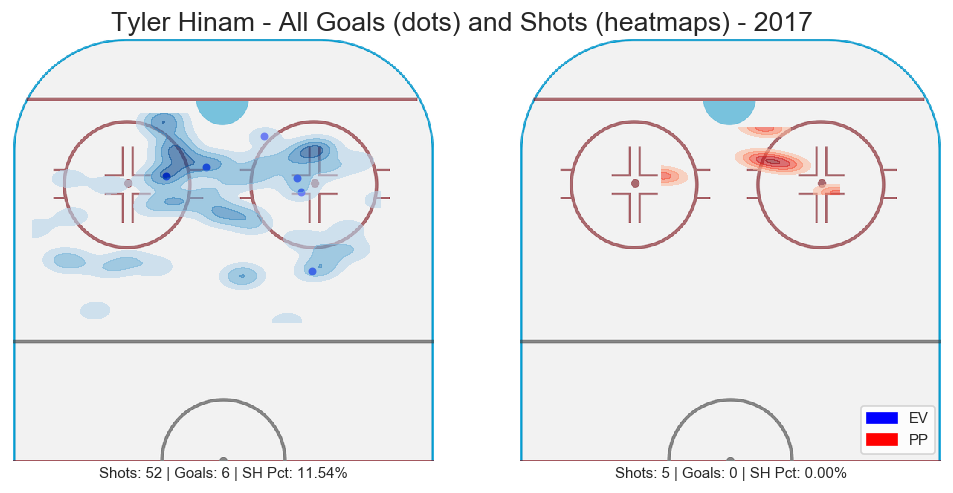 Tyler Hinam - All Goals (dots) and Shots (heatmaps) - 2017
EV
PP
Shots: 52 | Goals: 6 | SH Pct: 11.54%
Shots: 5 | Goals: 0 | SH Pct: 0.00%